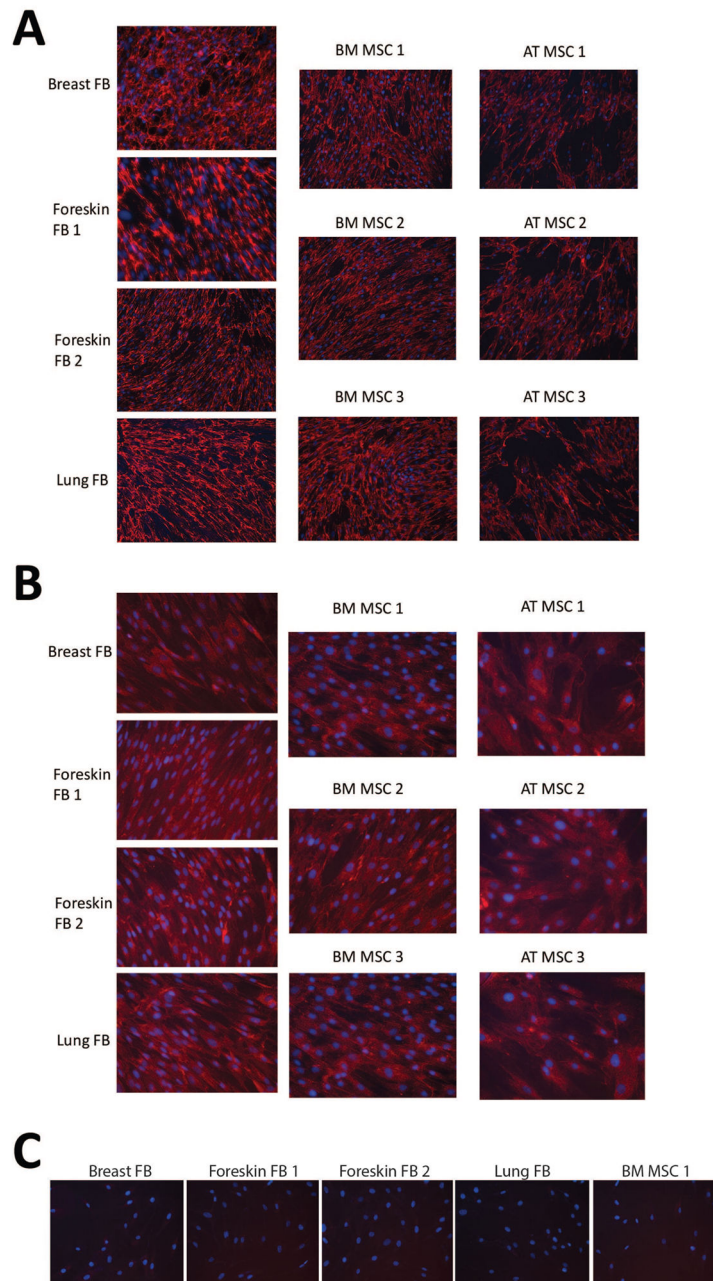 A
Breast FB
Foreskin
FB 1
Foreskin
FB 2
Lung FB
BM MSC 1
AT MSC 1
BM MSC 2
AT MSC 2
BM MSC 3
AT MSC 3
B
Breast FB
Foreskin
FB 1
Foreskin
FB 2
Lung FB
BM MSC 1
AT MSC 1
BM MSC 2
AT MSC 2
BM MSC 3
AT MSC 3
C
Breast FB
Foreskin FB 1
Foreskin FB 2
Lung FB
BM MSC 1